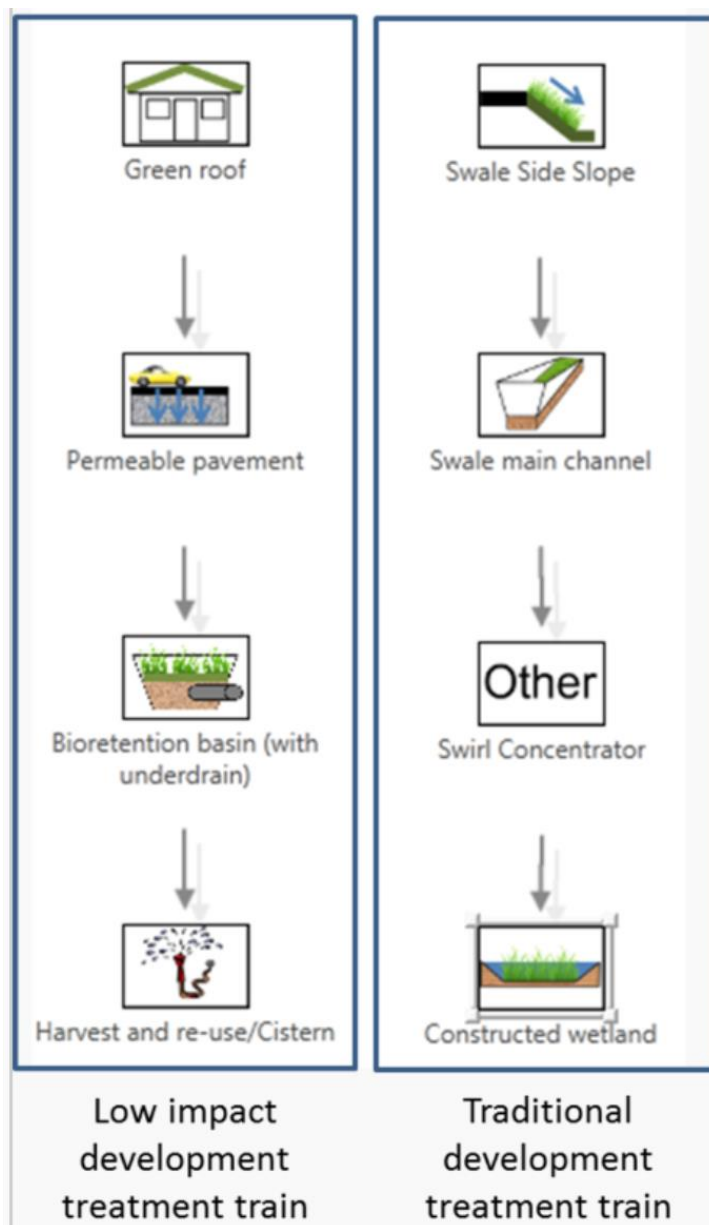 Green roof
Permeable pavement
Bioretention basin (with
underdrain)
Harvest and re-use/Cistern
Low impact
development
treatment train
Swale Side Slope
Swale main channel
Other
Swirl Concentrator
Constructed wetland
Traditional
development
treatment train